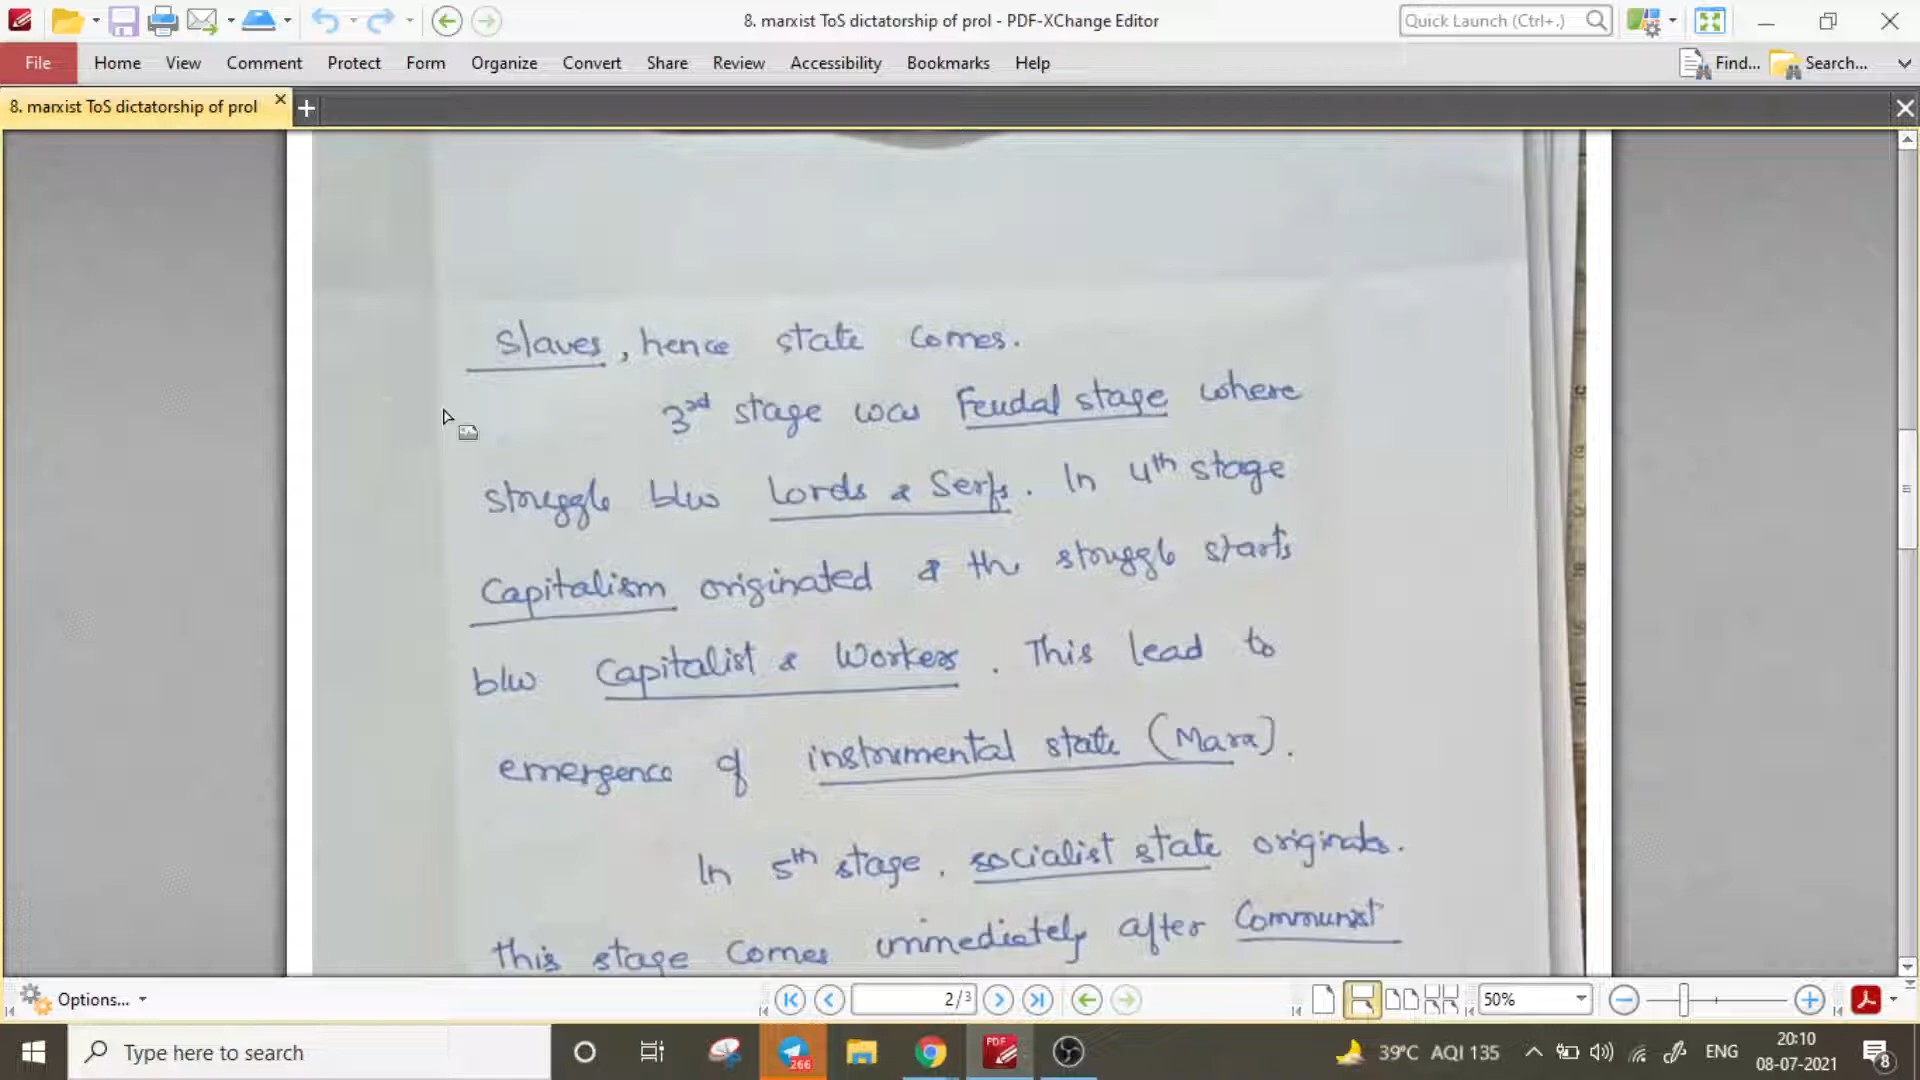 8. marxist ToS dictatorship of prol - PDF-XChange Editor
Quick Launch (Ctrl+.)
File Home View Comment Protect Form Organize Convert Share Review Accessibility Bookmarks Help Find... Search...
8. marxist ToS dictatorship of prol
slaves, hence state comes.
3rd stage was Feudal stage where
struggle b/w Lords & Serfs. In 4th stage
Capitalism originated & the struggle starts
b/w Capitalist & Workers. This lead to
emergence of instrumental state (Marx).
In 5th stage, socialist state originates.
this stage comes immediately after Communist
Options... 2/3 50%
Type here to search
266
PDF
39°C AQI 135 ENG
20:10
08-07-2021
8